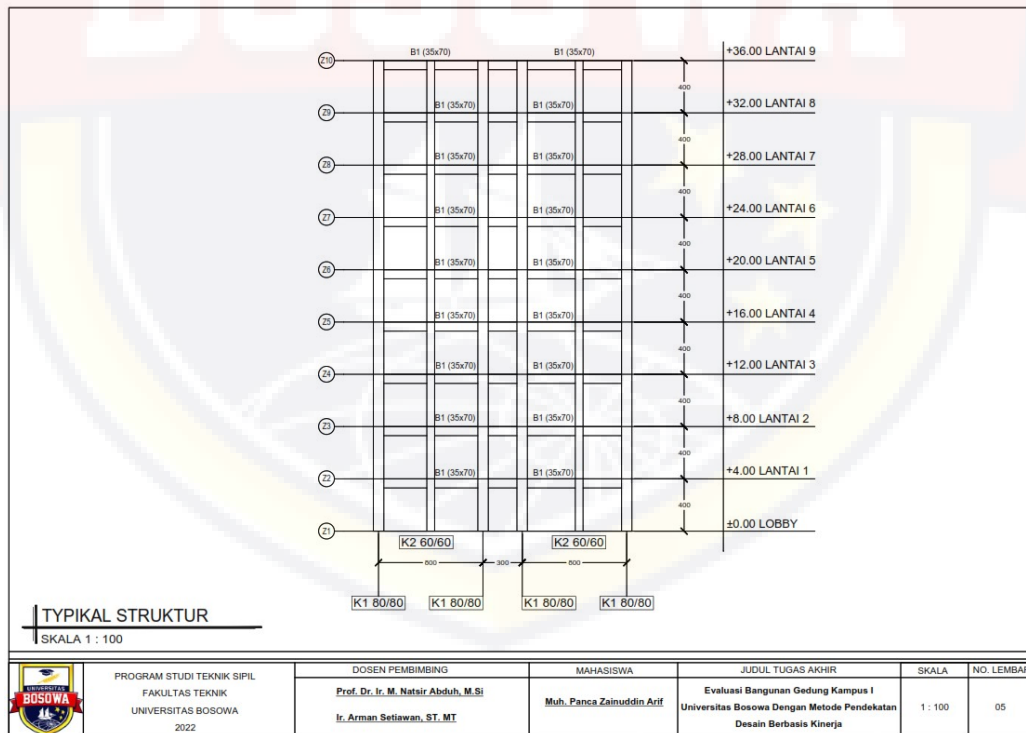 BOSOWA
B1 (35x70) B1 (35x70)
Z10 +36.00 LANTAI 9
400
Z9 B1 (35x70) B1 (35x70) +32.00 LANTAI 8
400
Z8 B1 (35x70) B1 (35x70) +28.00 LANTAI 7
400
Z7 B1 (35x70) B1 (35x70) +24.00 LANTAI 6
400
Z6 B1 (35x70) B1 (35x70) +20.00 LANTAI 5
400
Z5 B1 (35x70) B1 (35x70) +16.00 LANTAI 4
400
Z4 B1 (35x70) B1 (35x70) +12.00 LANTAI 3
400
Z3 B1 (35x70) B1 (35x70) +8.00 LANTAI 2
400
Z2 B1 (35x70) B1 (35x70) +4.00 LANTAI 1
400
Z1 ±0.00 LOBBY
K2 60/60 K2 60/60
800 300 800
K1 80/80 K1 80/80 K1 80/80 K1 80/80
TYPIKAL STRUKTUR
SKALA 1 : 100
UNIVERSITAS
BOSOWA
PROGRAM STUDI TEKNIK SIPIL
FAKULTAS TEKNIK
UNIVERSITAS BOSOWA
2022
DOSEN PEMBIMBING
Prof. Dr. Ir. M. Natsir Abduh, M.Si
Ir. Arman Setiawan, ST. MT
MAHASISWA
Muh. Panca Zainuddin Arif
JUDUL TUGAS AKHIR
Evaluasi Bangunan Gedung Kampus I
Universitas Bosowa Dengan Metode Pendekatan
Desain Berbasis Kinerja
SKALA
1 : 100
NO. LEMBAR
05